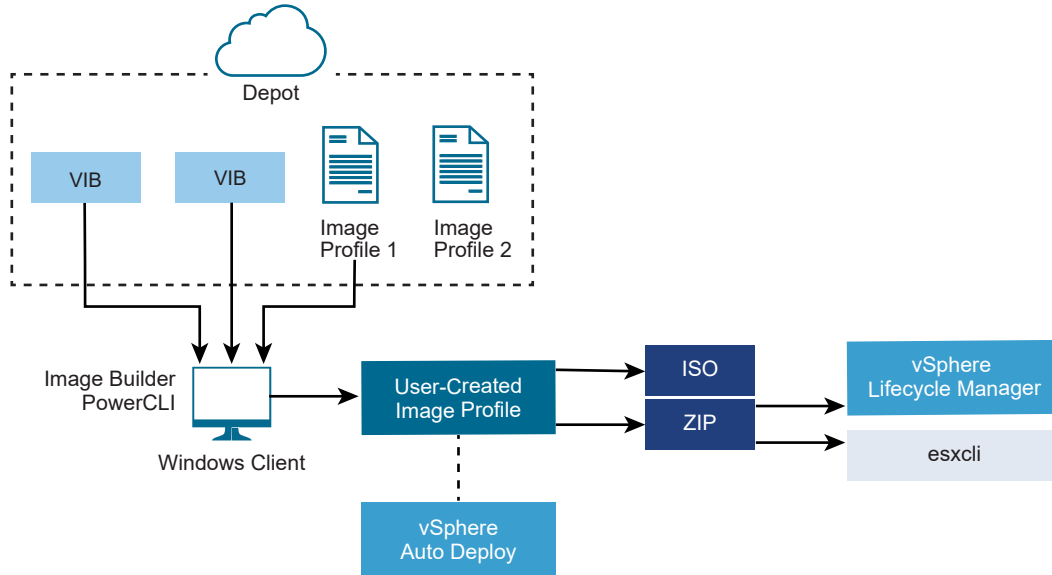 Depot
VIB
VIB
Image
Profile 1
Image
Profile 2
Image Builder
PowerCLI
Windows Client
User-Created
Image Profile
ISO
ZIP
vSphere
Lifecycle Manager
esxcli
vSphere
Auto Deploy